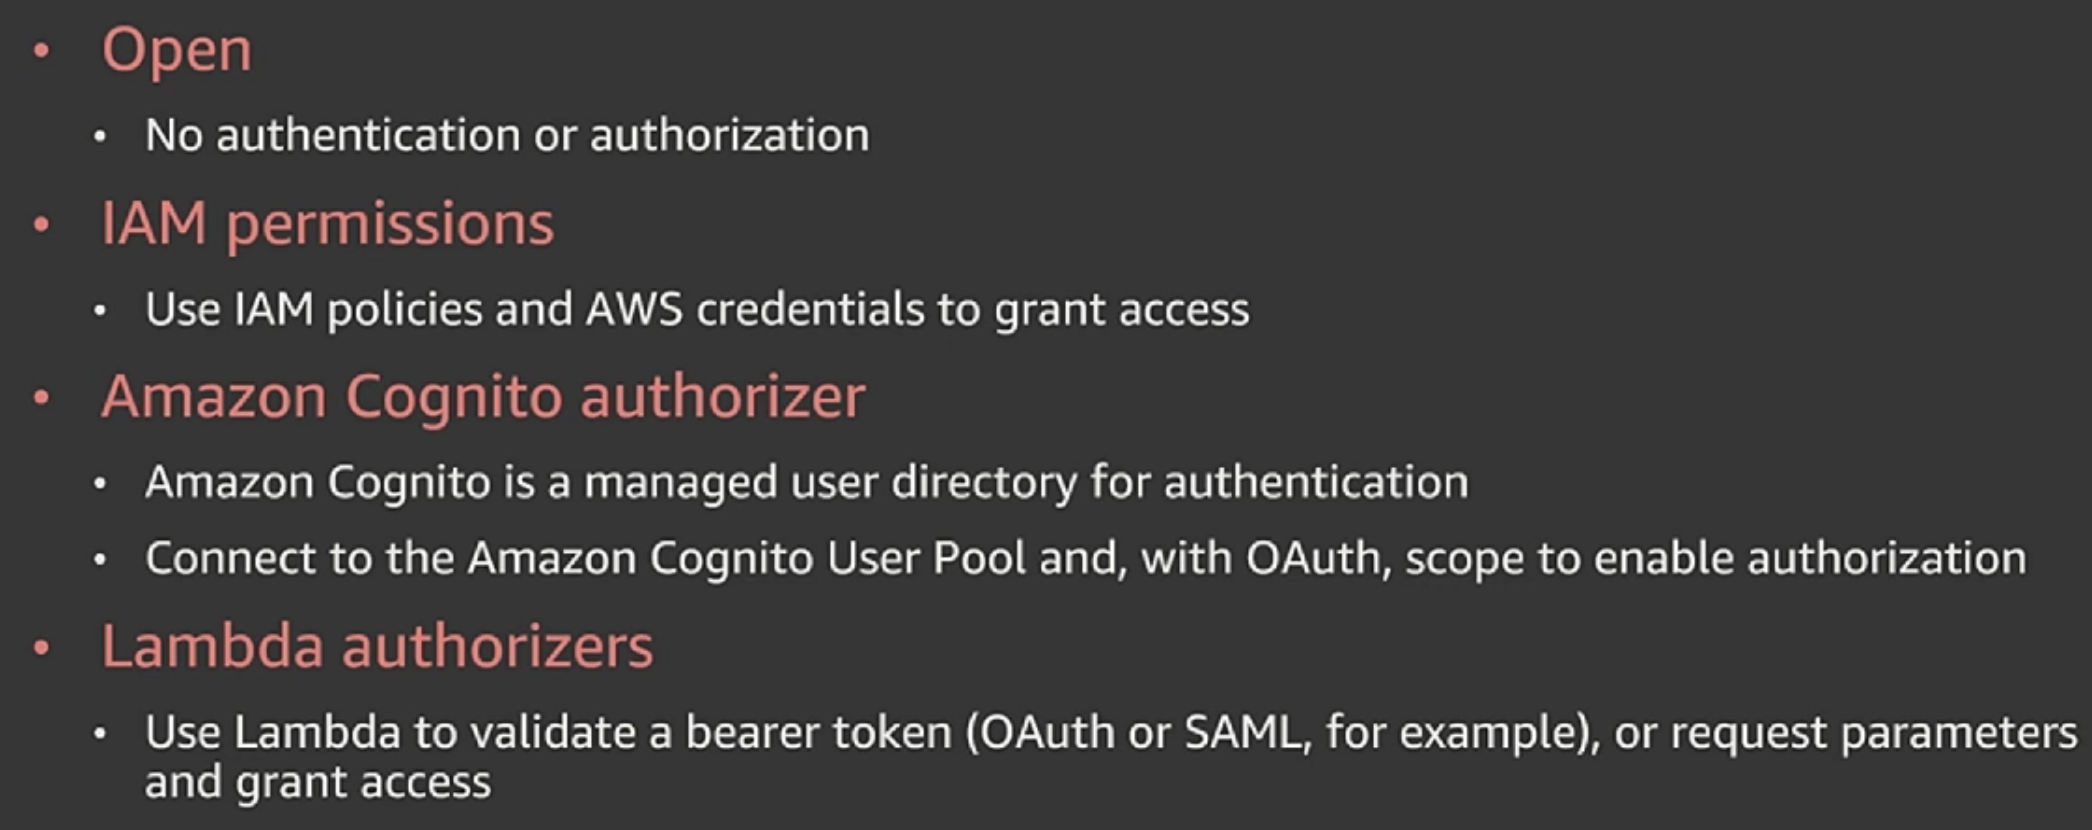 • Open
• No authentication or authorization
• IAM permissions
• Use IAM policies and AWS credentials to grant access
• Amazon Cognito authorizer
• Amazon Cognito is a managed user directory for authentication
• Connect to the Amazon Cognito User Pool and, with OAuth, scope to enable authorization
• Lambda authorizers
• Use Lambda to validate a bearer token (OAuth or SAML, for example), or request parameters
and grant access